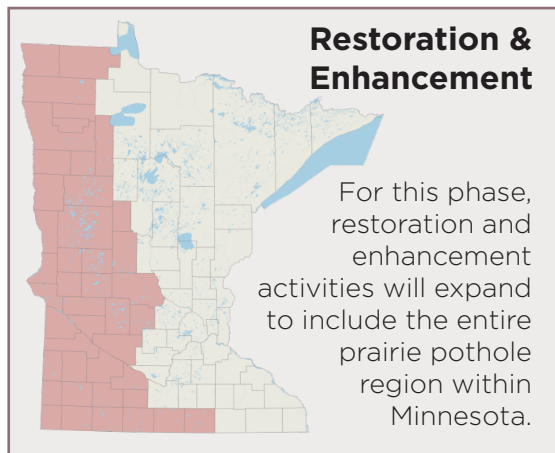 Restoration &
Enhancement
For this phase,
restoration and
enhancement
activities will expand
to include the entire
prairie pothole
region within
Minnesota.